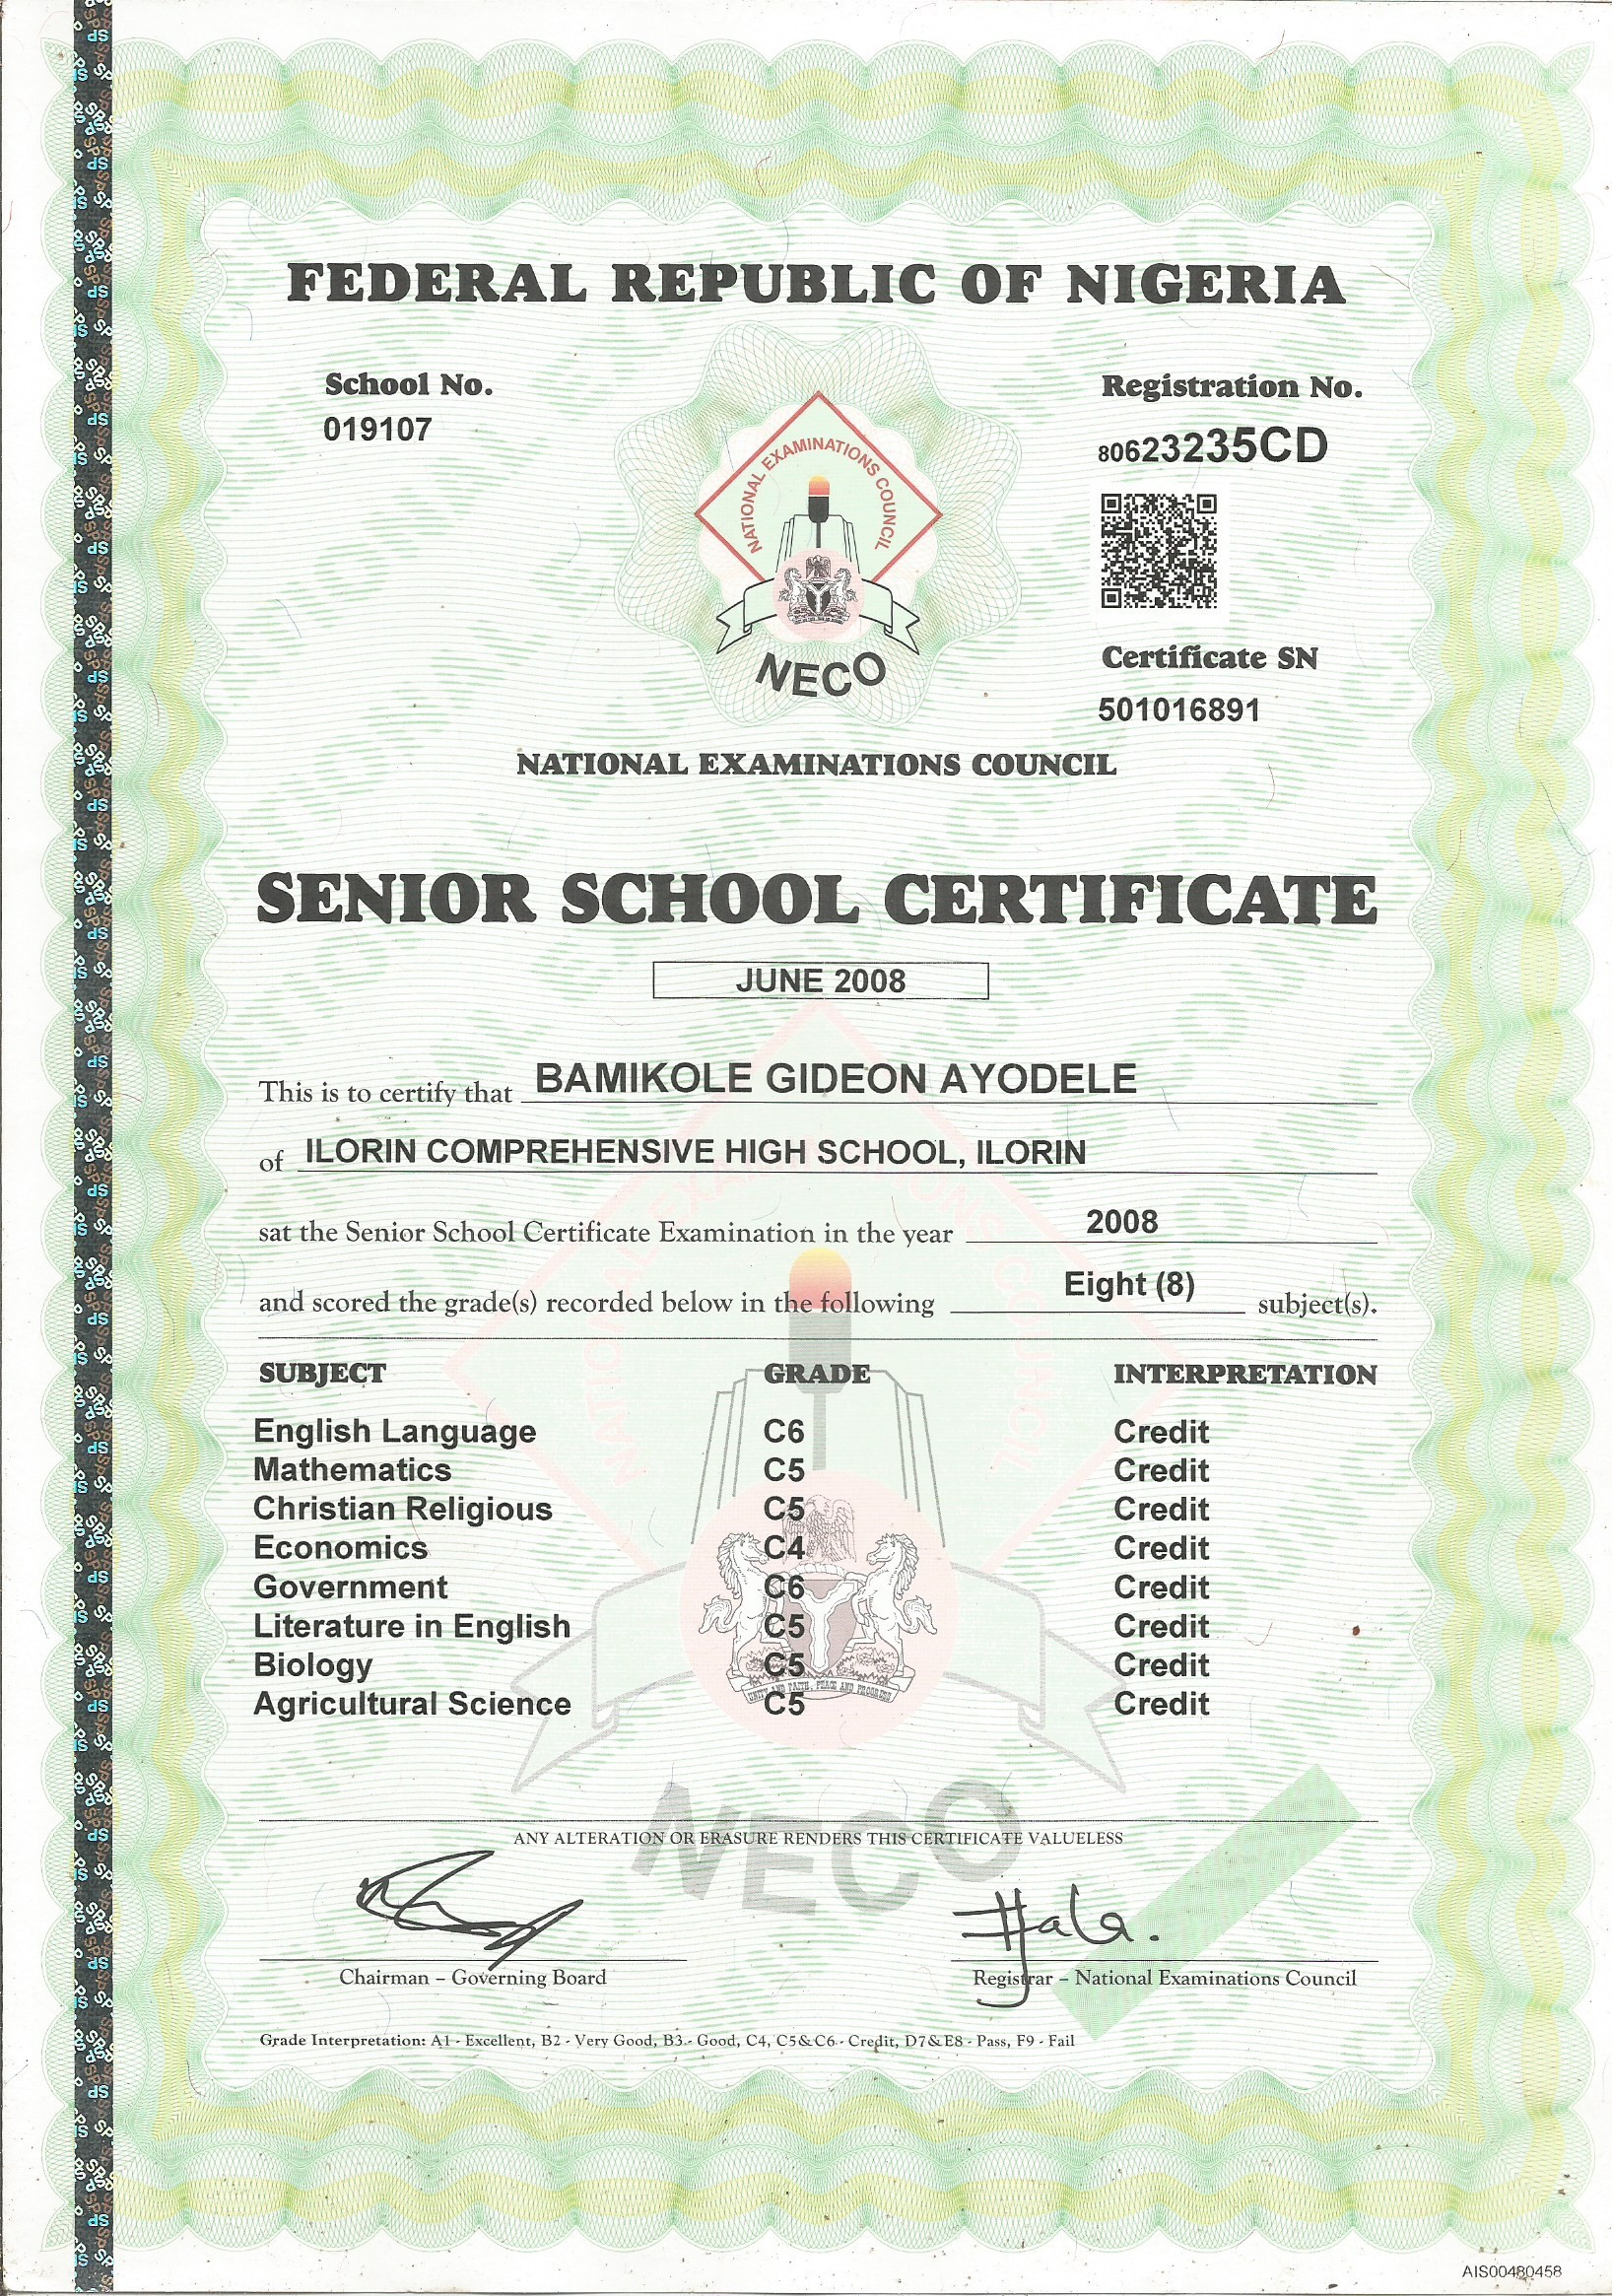 FEDERAL REPUBLIC OF NIGERIA
School No.
019107
Registration No.
80623235CD
NATIONAL EXAMINATIONS COUNCIL
NECO
Certificate SN
501016891
NATIONAL EXAMINATIONS COUNCIL
SENIOR SCHOOL CERTIFICATE
JUNE 2008
This is to certify that BAMIKOLE GIDEON AYODELE
of ILORIN COMPREHENSIVE HIGH SCHOOL, ILORIN
sat the Senior School Certificate Examination in the year 2008
and scored the grade(s) recorded below in the following Eight (8) subject(s).
SUBJECT GRADE INTERPRETATION
English Language C6 Credit
Mathematics C5 Credit
Christian Religious C5 Credit
Economics C4 Credit
Government C6 Credit
Literature in English C5 Credit
Biology C5 Credit
Agricultural Science C5 Credit
UNITY AND FAITH, PEACE AND PROGRESS
NECO
ANY ALTERATION OR ERASURE RENDERS THIS CERTIFICATE VALUELESS
Chairman – Governing Board
Registrar – National Examinations Council
Grade Interpretation: A1 - Excellent, B2 - Very Good, B3 - Good, C4, C5&C6 - Credit, D7&E8 - Pass, F9 - Fail
AIS00480458